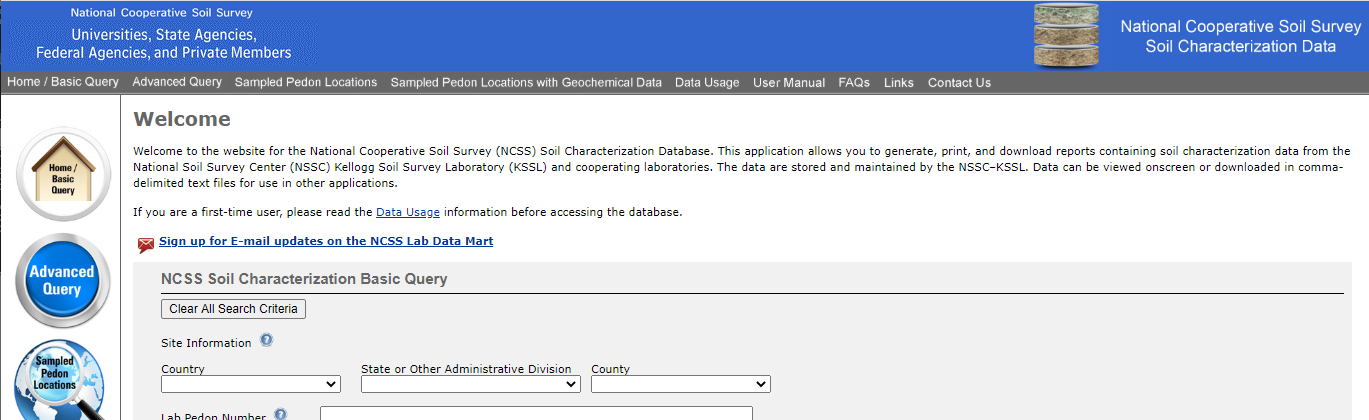 National Cooperative Soil Survey
Universities, State Agencies,
Federal Agencies, and Private Members
National Cooperative Soil Survey
Soil Characterization Data
Home / Basic Query Advanced Query Sampled Pedon Locations Sampled Pedon Locations with Geochemical Data Data Usage User Manual FAQs Links Contact Us
Home /
Basic
Query
Advanced
Query
Sampled
Pedon
Locations
Welcome
Welcome to the website for the National Cooperative Soil Survey (NCSS) Soil Characterization Database. This application allows you to generate, print, and download reports containing soil characterization data from the
National Soil Survey Center (NSSC) Kellogg Soil Survey Laboratory (KSSL) and cooperating laboratories. The data are stored and maintained by the NSSC–KSSL. Data can be viewed onscreen or downloaded in comma-
delimited text files for use in other applications.
If you are a first-time user, please read the Data Usage information before accessing the database.
Sign up for E-mail updates on the NCSS Lab Data Mart
NCSS Soil Characterization Basic Query
Clear All Search Criteria
Site Information ?
Country State or Other Administrative Division County
Lab Pedon Number ?